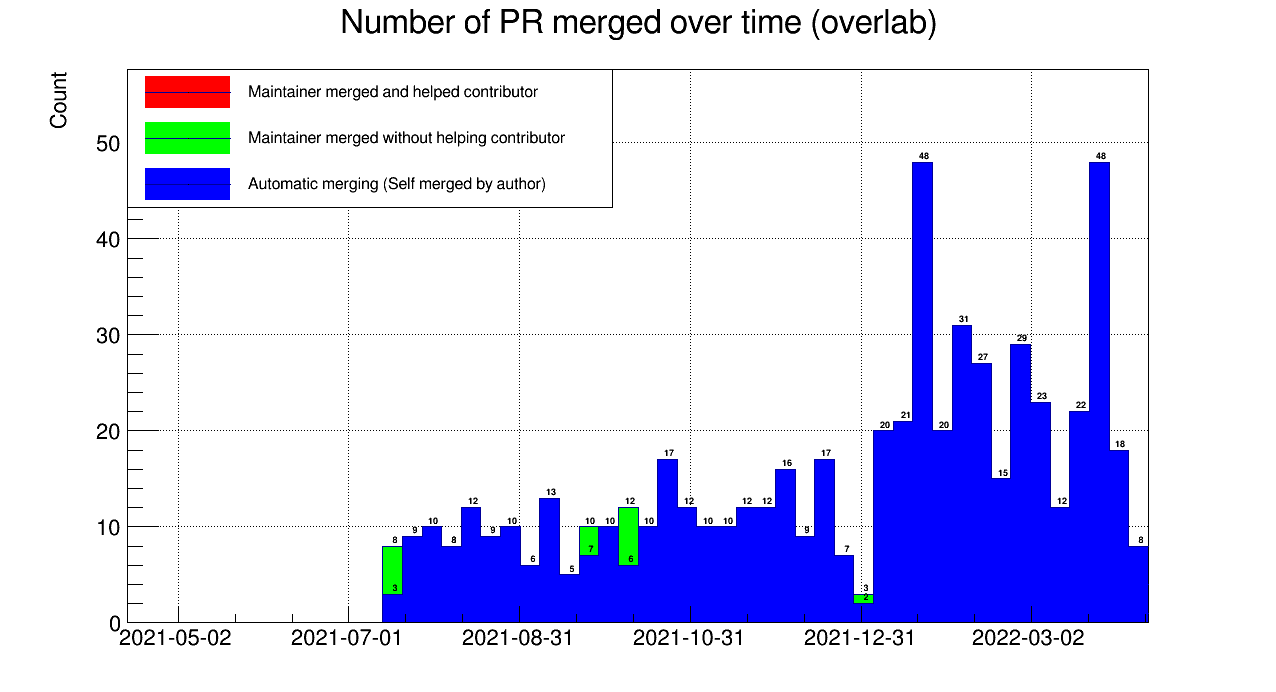 Number of PR merged over time (overlab)
Count
Maintainer merged and helped contributor
Maintainer merged without helping contributor
Automatic merging (Self merged by author)
50
40
30
20
10
0
8 3 9 10 8 12 9 10 6 13 5 10 7 10 12 6 10 17 12 10 10 12 12 16 9 17 7 3 2 20 21 48 20 31 27 15 29 23 12 22 48 18 8
2021-05-02 2021-07-01 2021-08-31 2021-10-31 2021-12-31 2022-03-02